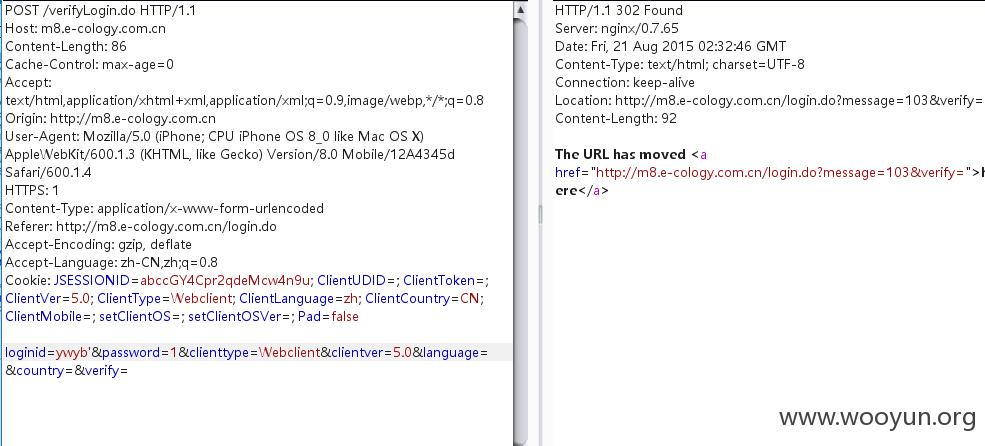 POST /verifyLogin.do HTTP/1.1
Host: m8.e-cology.com.cn
Content-Length: 86
Cache-Control: max-age=0
Accept:
text/html,application/xhtml+xml,application/xml;q=0.9,image/webp,*/*;q=0.8
Origin: http://m8.e-cology.com.cn
User-Agent: Mozilla/5.0 (iPhone; CPU iPhone OS 8_0 like Mac OS X)
AppleWebKit/600.1.3 (KHTML, like Gecko) Version/8.0 Mobile/12A4345d
Safari/600.1.4
HTTPS: 1
Content-Type: application/x-www-form-urlencoded
Referer: http://m8.e-cology.com.cn/login.do
Accept-Encoding: gzip, deflate
Accept-Language: zh-CN,zh;q=0.8
Cookie: JSESSIONID=abccGY4Cpr2qdeMcw4n9u; ClientUDID=; ClientToken=;
ClientVer=5.0; ClientType=Webclient; ClientLanguage=zh; ClientCountry=CN;
ClientMobile=; setClientOS=; setClientOSVer=; Pad=false
loginid=ywyb'&password=1&clienttype=Webclient&clientver=5.0&language=
&country=&verify=
HTTP/1.1 302 Found
Server: nginx/0.7.65
Date: Fri, 21 Aug 2015 02:32:46 GMT
Content-Type: text/html; charset=UTF-8
Connection: keep-alive
Location: http://m8.e-cology.com.cn/login.do?message=103&verify=
Content-Length: 92
The URL has moved <a
href="http://m8.e-cology.com.cn/login.do?message=103&verify=">h
ere</a>
www.wooyun.org